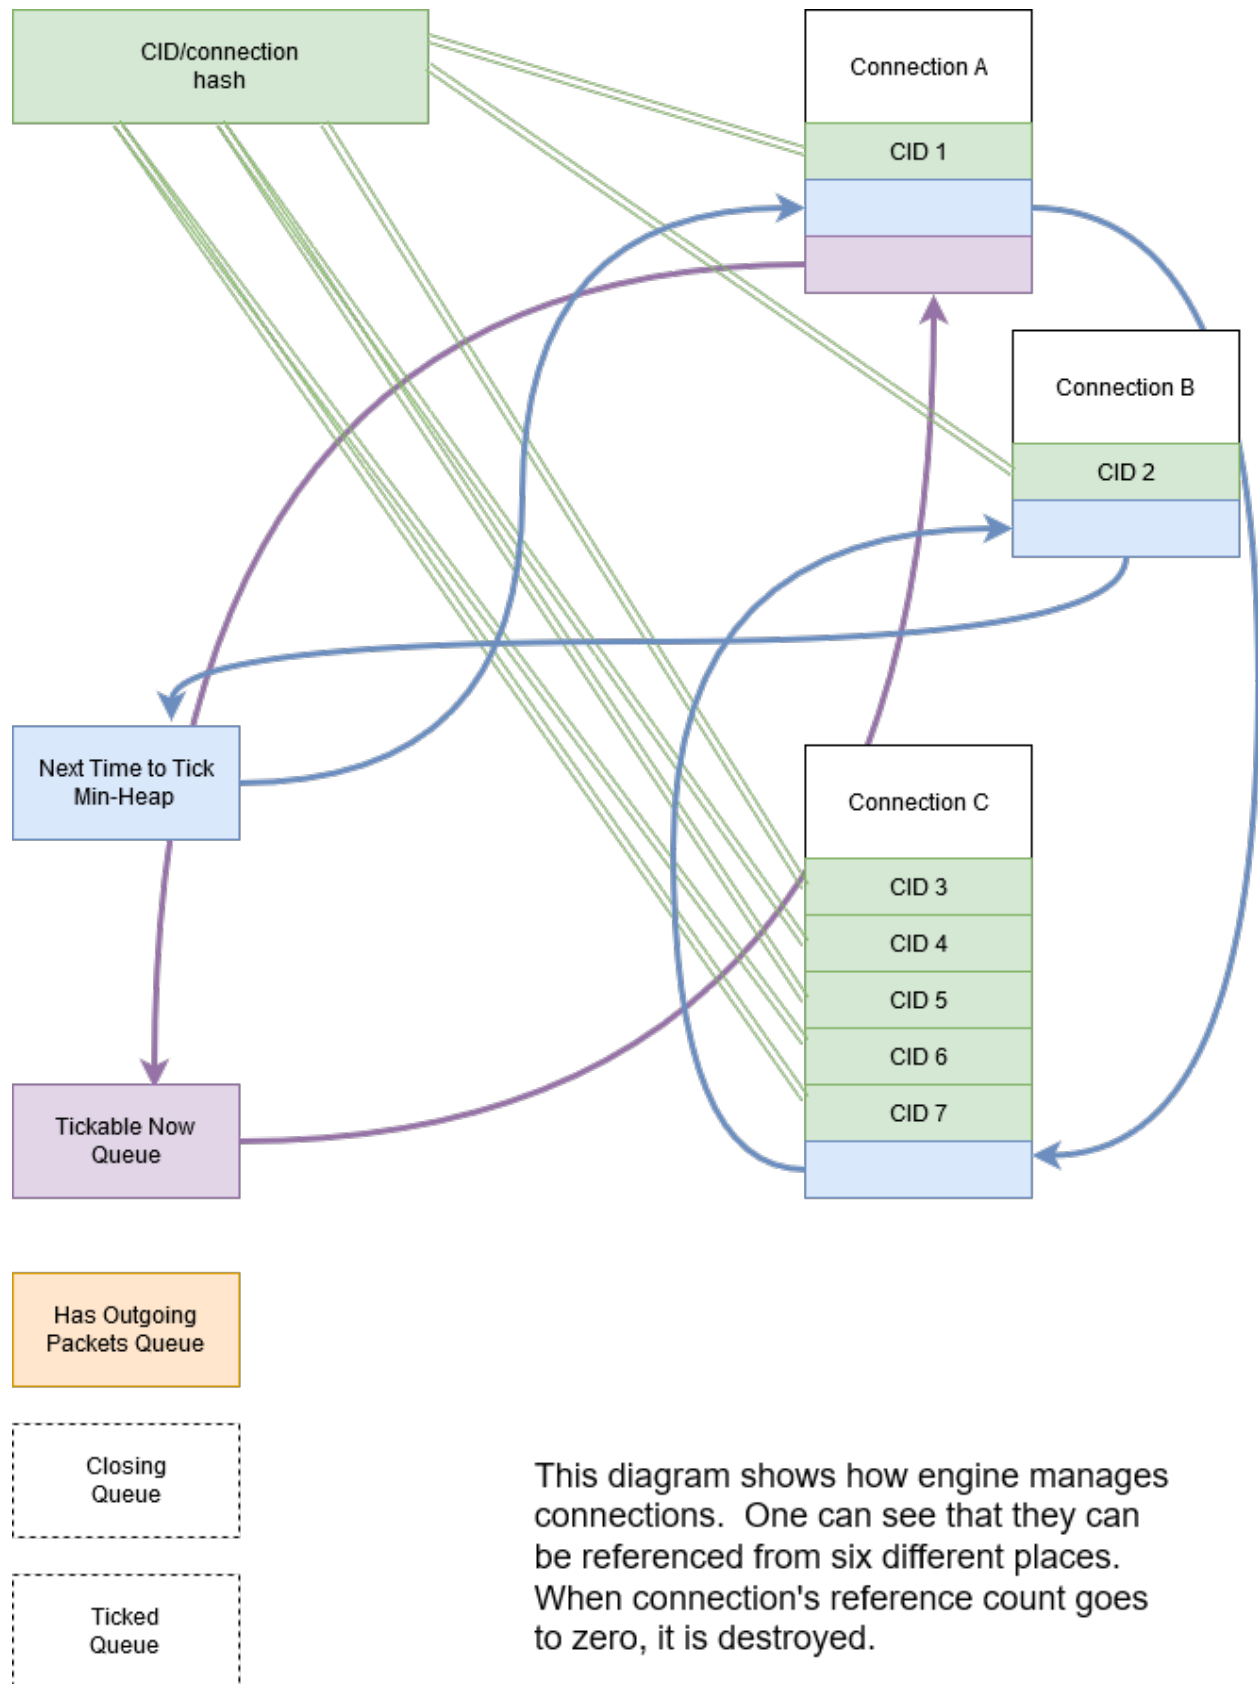 CID/connection
hash
Connection A
CID 1
Connection B
CID 2
Next Time to Tick
Min-Heap
Connection C
CID 3
CID 4
CID 5
CID 6
CID 7
Tickable Now
Queue
Has Outgoing
Packets Queue
Closing
Queue
Ticked
Queue
This diagram shows how engine manages
connections.  One can see that they can
be referenced from six different places.
When connection's reference count goes
to zero, it is destroyed.